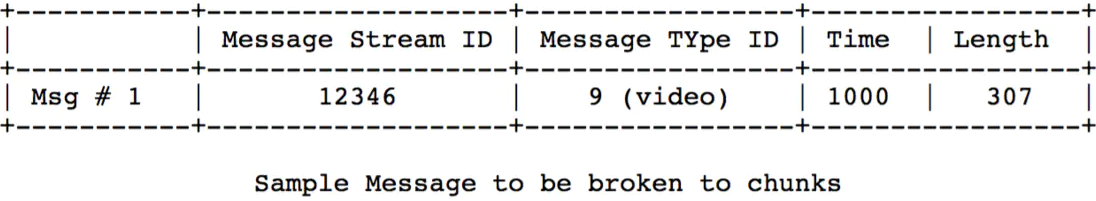 Message Stream ID Message TYpe ID Time Length
Msg # 1 12346 9 (video) 1000 307
Sample Message to be broken to chunks